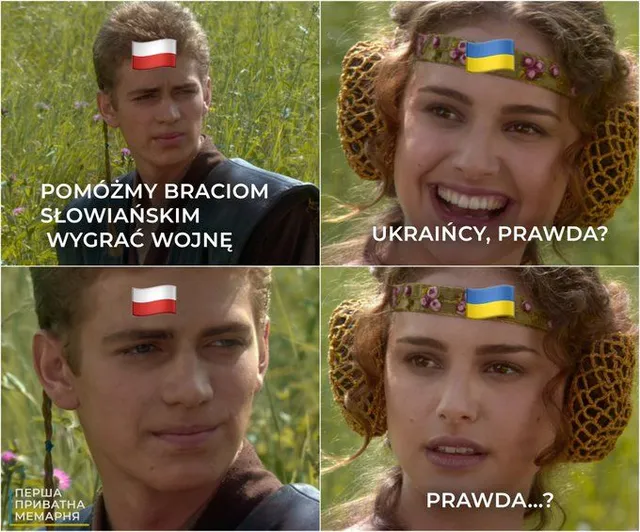 POMÓŻMY BRACIOM
SŁOWIAŃSKIM
WYGRAĆ WOJNĘ
UKRAIŃCY, PRAWDA?
PRAWDA...?
ПЕРША
ПРИВАТНА
МЕМАРНЯ